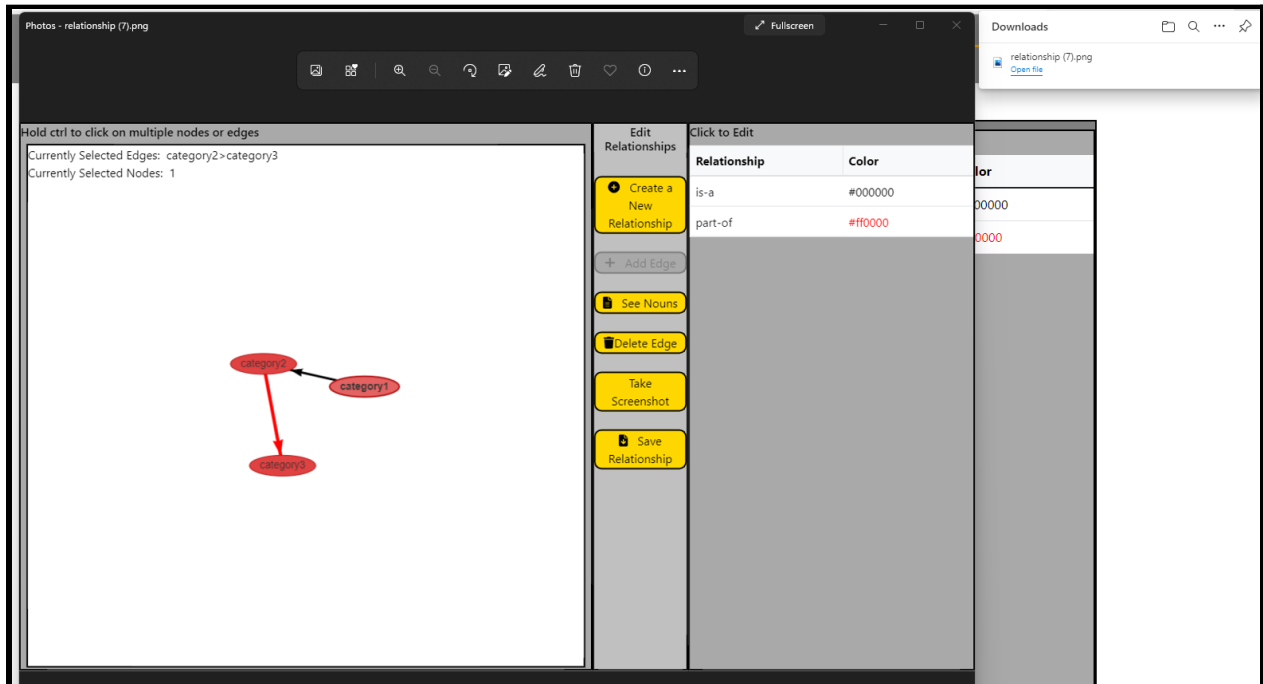 Photos - relationship (7).png
Fullscreen
Downloads
relationship (7).png
Open file
Hold ctrl to click on multiple nodes or edges
Currently Selected Edges: category2>category3
Currently Selected Nodes: 1
category2
category1
category3
Edit
Relationships
Create a
New
Relationship
Add Edge
See Nouns
Delete Edge
Take
Screenshot
Save
Relationship
Click to Edit
Relationship Color
is-a #000000
part-of #ff0000
lor
00000
0000